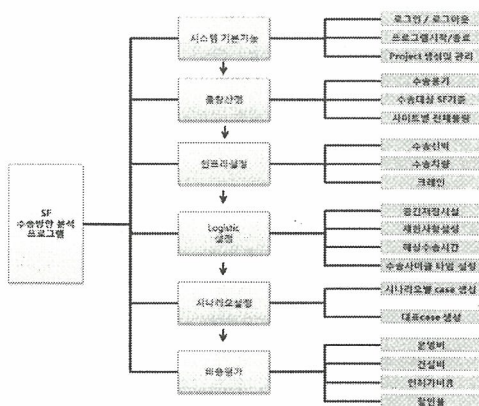 시스템 기본기능
로그인 / 로그아웃
프로그램시작/종료
Project 생성및 관리
물량산정
수송용기
수송대상 SF기준
사이트별 전체물량
인프라설정
수송선박
수송차량
크레인
SF
수송방안 분석
프로그램
Logistic
설정
중간저장시설
제한사항설정
해상수송시간
수송사이클 타임 설정
시나리오설정
시나리오별 case 생성
대표case 생성
비용평가
운영비
건설비
인허가비용
할인율